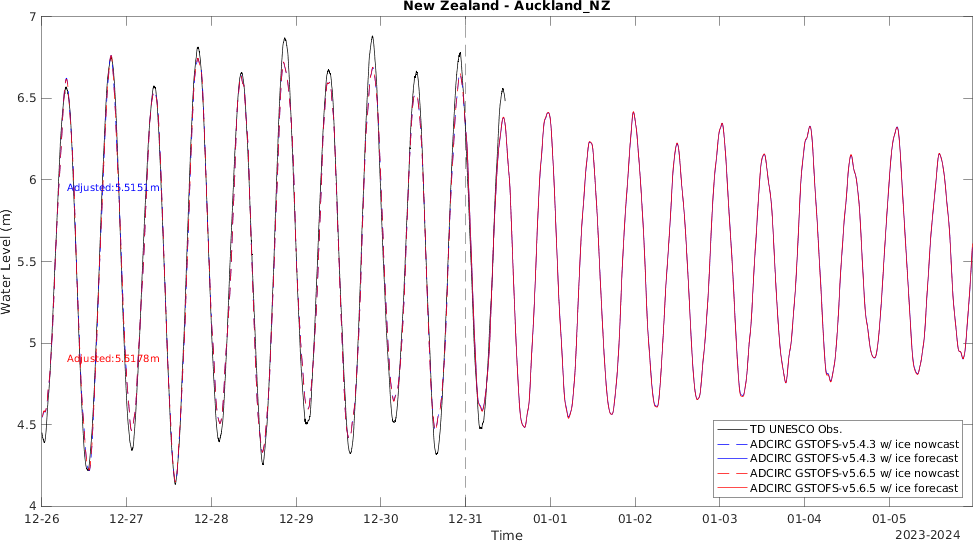 New Zealand - Auckland_NZ
7
6.5
6
5.5
5
4.5
4
Water Level (m)
Adjusted:5.5151m
Adjusted:5.5178m
TD UNESCO Obs.
ADCIRC GSTOFS-v5.4.3 w/ ice nowcast
ADCIRC GSTOFS-v5.4.3 w/ ice forecast
ADCIRC GSTOFS-v5.6.5 w/ ice nowcast
ADCIRC GSTOFS-v5.6.5 w/ ice forecast
12-26 12-27 12-28 12-29 12-30 12-31 01-01 01-02 01-03 01-04 01-05
Time
2023-2024